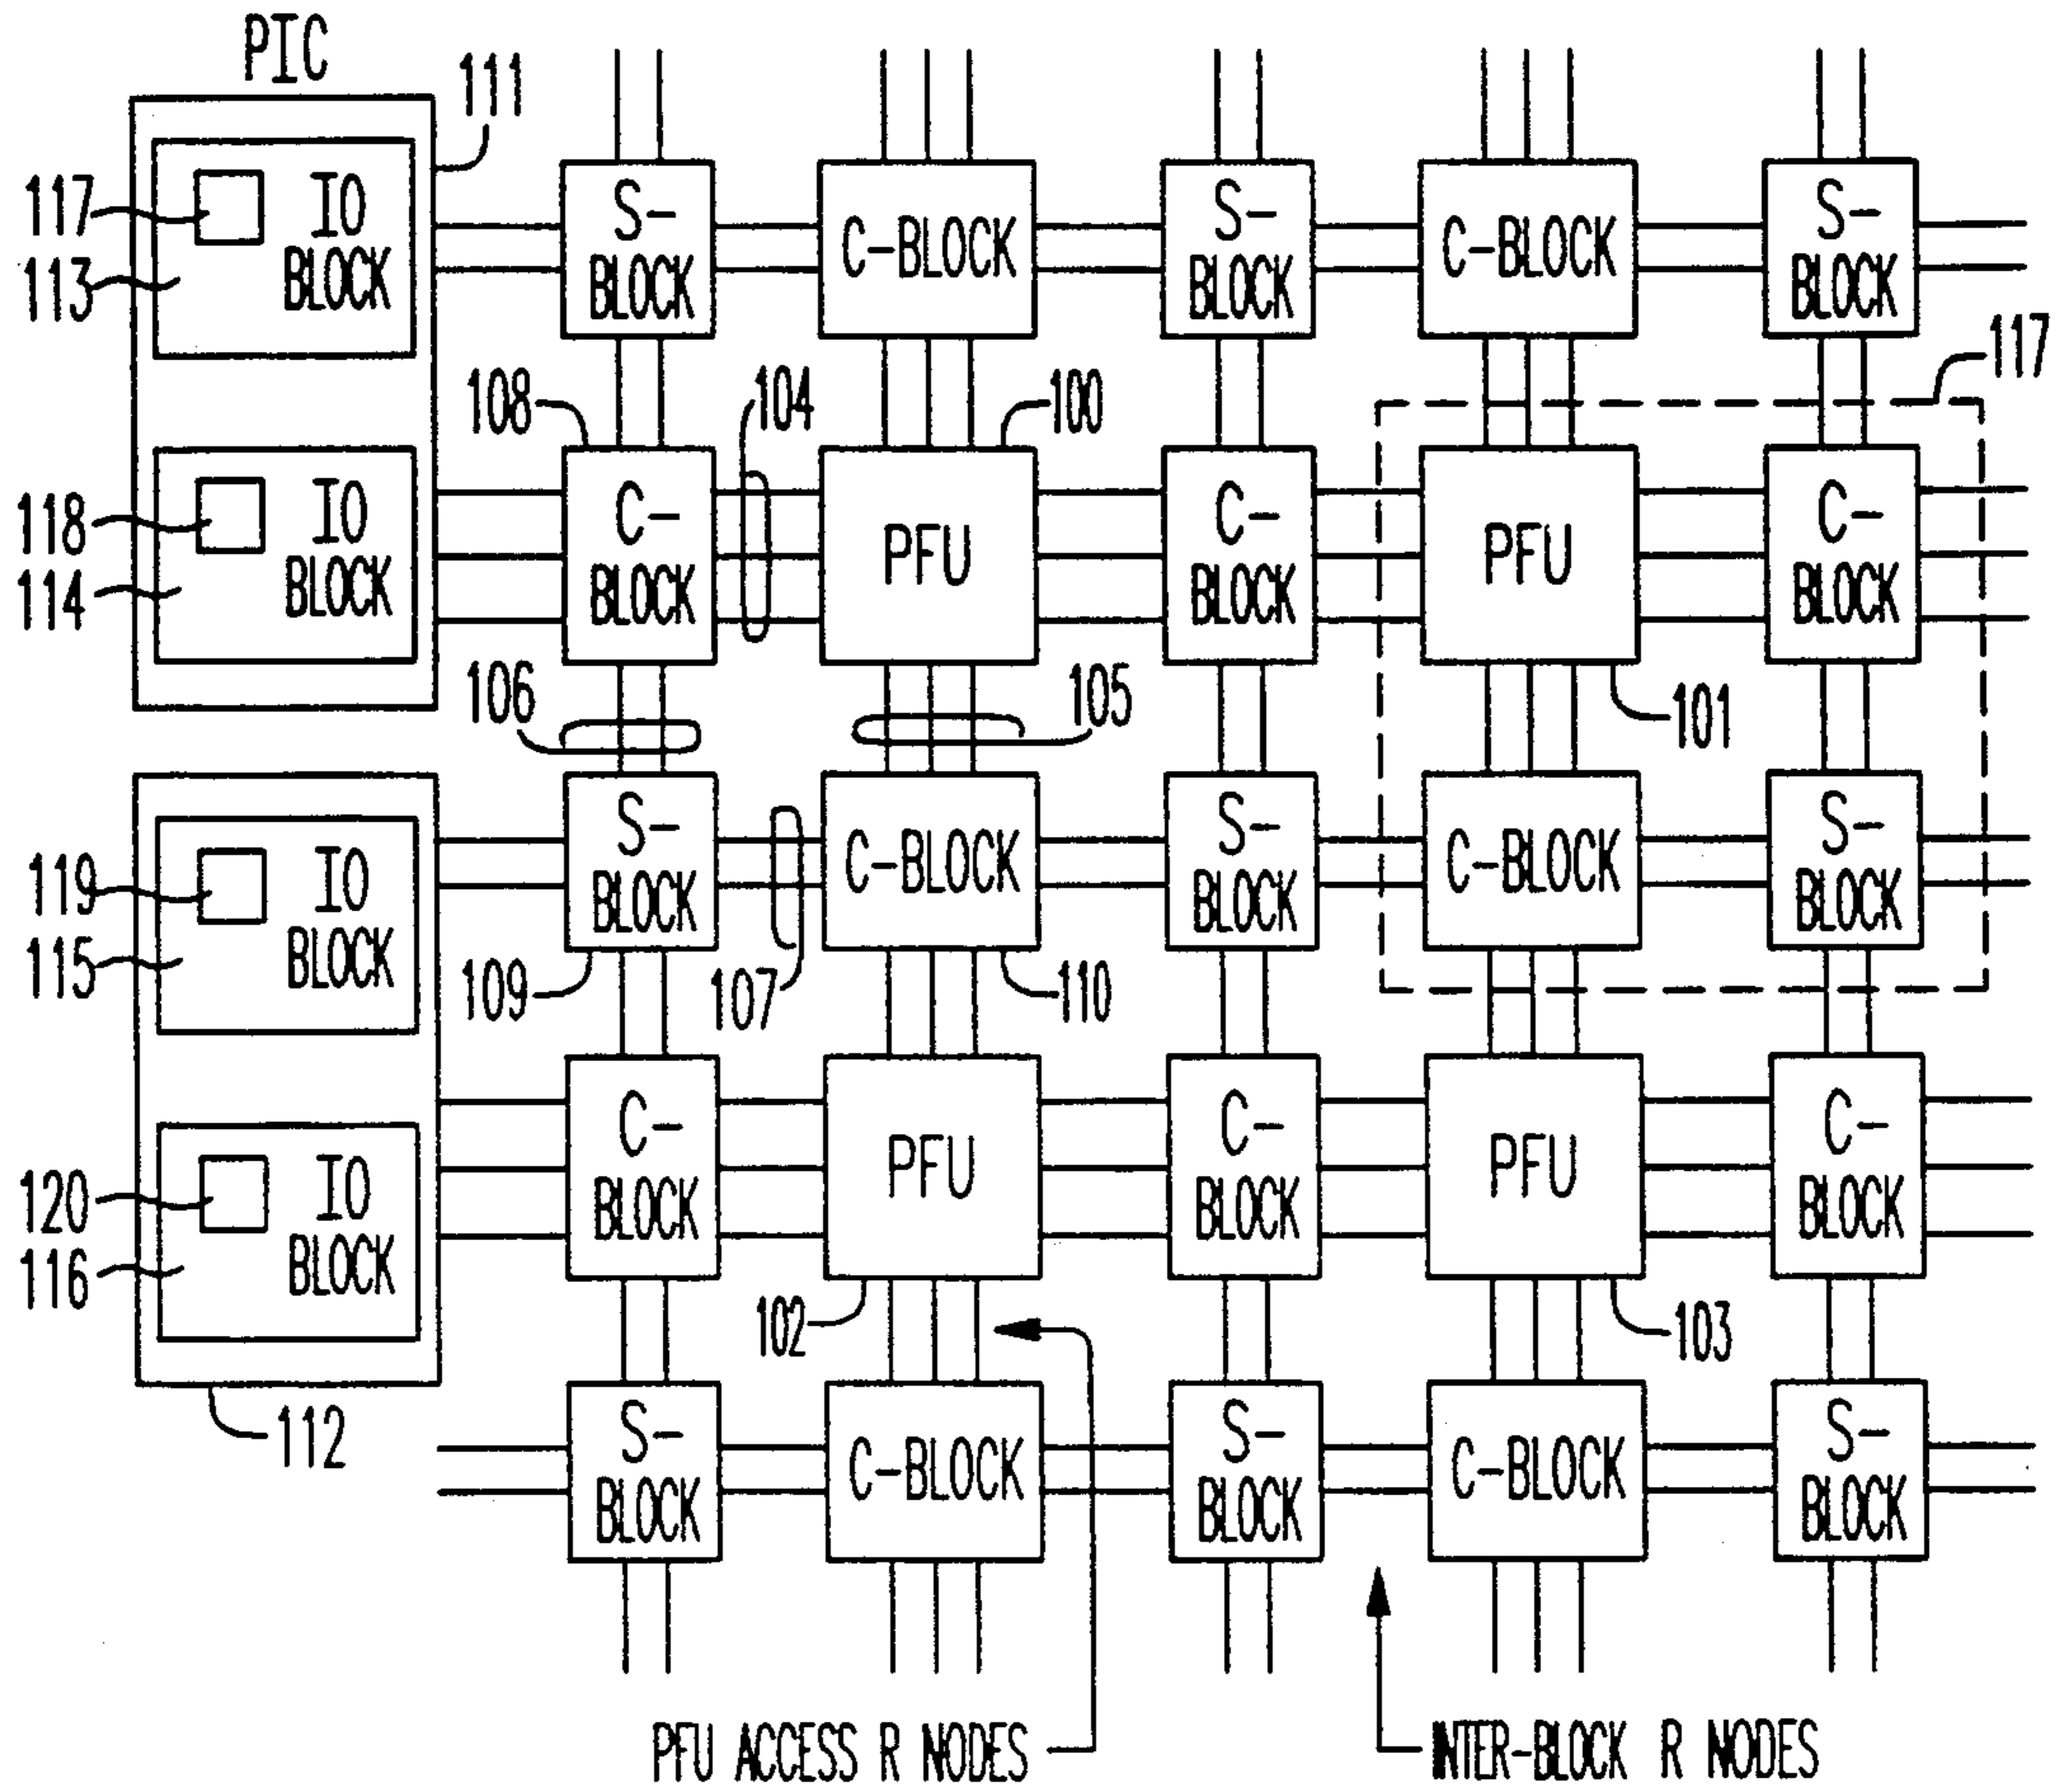 PIC
111
117
IO
BLOCK
113
S-
BLOCK
C-BLOCK
S-
BLOCK
C-BLOCK
S-
BLOCK
117
108
104
100
118
IO
BLOCK
114
C-
BLOCK
PFU
C-
BLOCK
PFU
C-
BLOCK
106
105
101
119
IO
BLOCK
115
S-
BLOCK
C-BLOCK
S-
BLOCK
C-BLOCK
S-
BLOCK
109
107
110
120
IO
BLOCK
116
C-
BLOCK
PFU
C-
BLOCK
PFU
C-
BLOCK
102
103
112
S-
BLOCK
C-BLOCK
S-
BLOCK
C-BLOCK
S-
BLOCK
PFU ACCESS R NODES
INTER-BLOCK R NODES